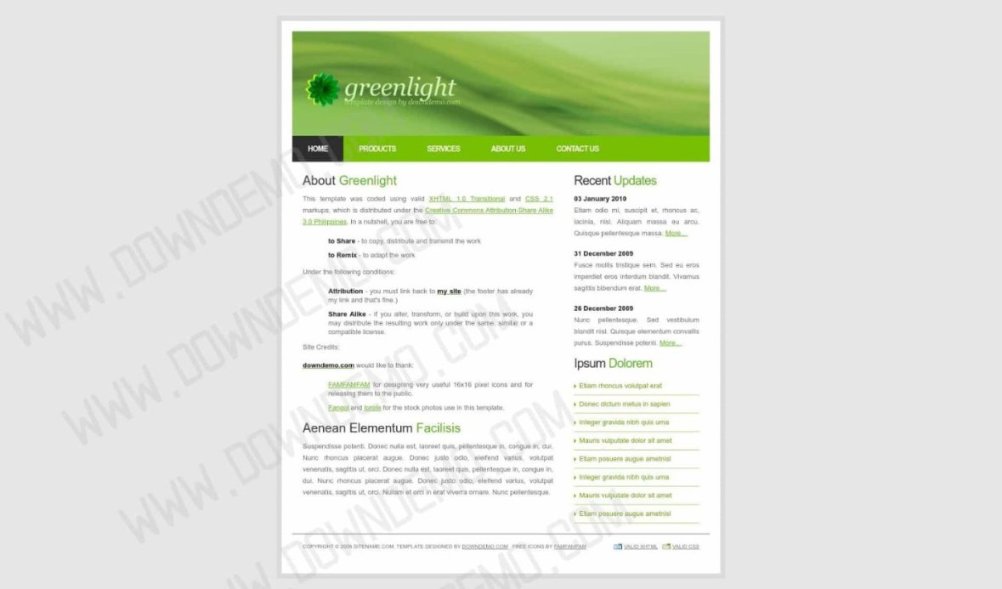 greenlight
template design by downdemo.com
HOME PRODUCTS SERVICES ABOUT US CONTACT US
About Greenlight
This template was coded using valid XHTML 1.0 Transitional and CSS 2.1
markups, which is distributed under the Creative Commons Attribution-Share Alike
3.0 Philippines. In a nutshell, you are free to:
to Share - to copy, distribute and transmit the work
to Remix - to adapt the work
Under the following conditions:
Attribution - you must link back to my site (the footer has already
my link and that's fine.)
Share Alike - if you alter, transform, or build upon this work, you
may distribute the resulting work only under the same, similar or a
compatible license.
Site Credits:
downdemo.com would like to thank:
FAMFAMFAM for designing very useful 16x16 pixel icons and for
releasing them to the public.
and for the stock photos use in this template.
Aenean Elementum Facilisis
Suspendisse potenti. Donec nulla est, laoreet quis, pellentesque in, congue in, dui.
Nunc rhoncus placerat augue. Donec justo odio, eleifend varius, volutpat
venenatis, sagittis ut, orci. Donec nulla est, laoreet quis, pellentesque in, congue in,
dui. Nunc rhoncus placerat augue. Donec justo odio, eleifend varius, volutpat
venenatis, sagittis ut, orci. Nullam et orci in erat viverra ornare. Nunc pellentesque.
Recent Updates
03 January 2010
Etiam odio mi, suscipit et, rhoncus ac,
lacinia, nisl. Aliquam massa eu arcu.
Quisque pellentesque massa. More...
31 December 2009
Fusce mollis tristique sem. Sed eu eros
imperdiet eros interdum blandit. Vivamus
sagittis bibendum erat. More...
26 December 2009
Nunc pellentesque. Sed vestibulum
blandit nisl. Quisque elementum convallis
purus. Suspendisse potenti. More...
Ipsum Dolorem
Etiam rhoncus volutpat erat
Donec dictum metus in sapien
Integer gravida nibh quis urna
Mauris vulputate dolor sit amet
Etiam posuere augue ametnisl
Integer gravida nibh quis urna
Mauris vulputate dolor sit amet
Etiam posuere augue ametnisl
COPYRIGHT © 2009 SITENAME.COM. TEMPLATE DESIGNED BY DOWNDEMO.COM FREE ICONS BY FAMFAMFAM VALID XHTML VALID CSS
WWW.DOWNDEMO.COM
WWW.DOWNDEMO.COM
WWW.DOWNDEMO.COM
WWW.DOWNDEMO.COM